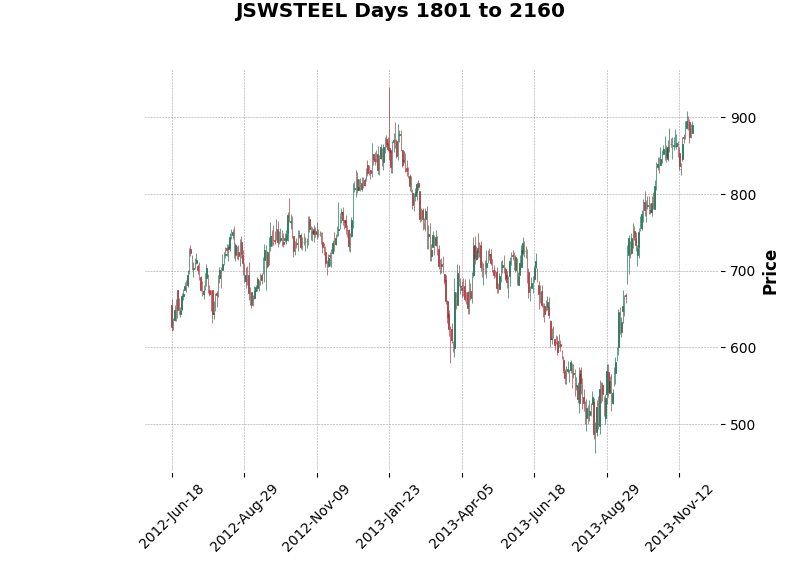 JSWSTEEL Days 1801 to 2160
900
800
700
600
500
Price
2012-Jun-18
2012-Aug-29
2012-Nov-09
2013-Jan-23
2013-Apr-05
2013-Jun-18
2013-Aug-29
2013-Nov-12